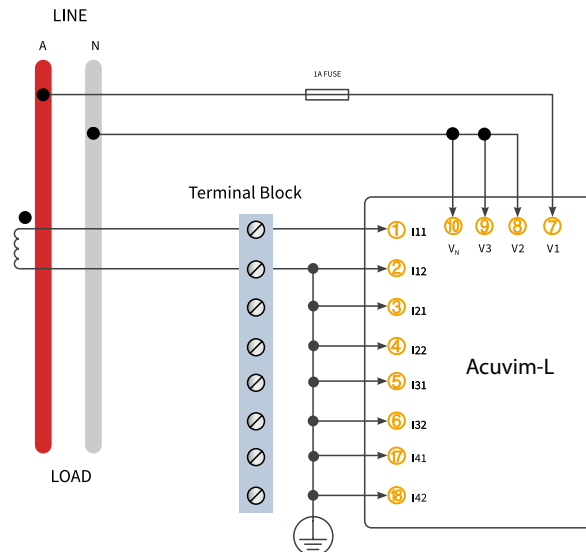 LINE
A
N
1A FUSE
Terminal Block
10
9
8
7
VN
V3
V2
V1
1 I11
2 I12
3 I21
4 I22
5 I31
6 I32
17 I41
18 I42
Acuvim-L
LOAD